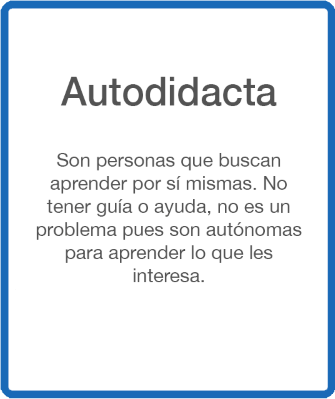 Autodidacta
Son personas que buscan
aprender por sí mismas. No
tener guía o ayuda, no es un
problema pues son autónomas
para aprender lo que les
interesa.